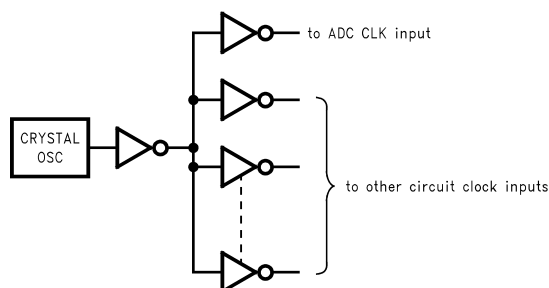 to ADC CLK input
CRYSTAL
OSC
to other circuit clock inputs